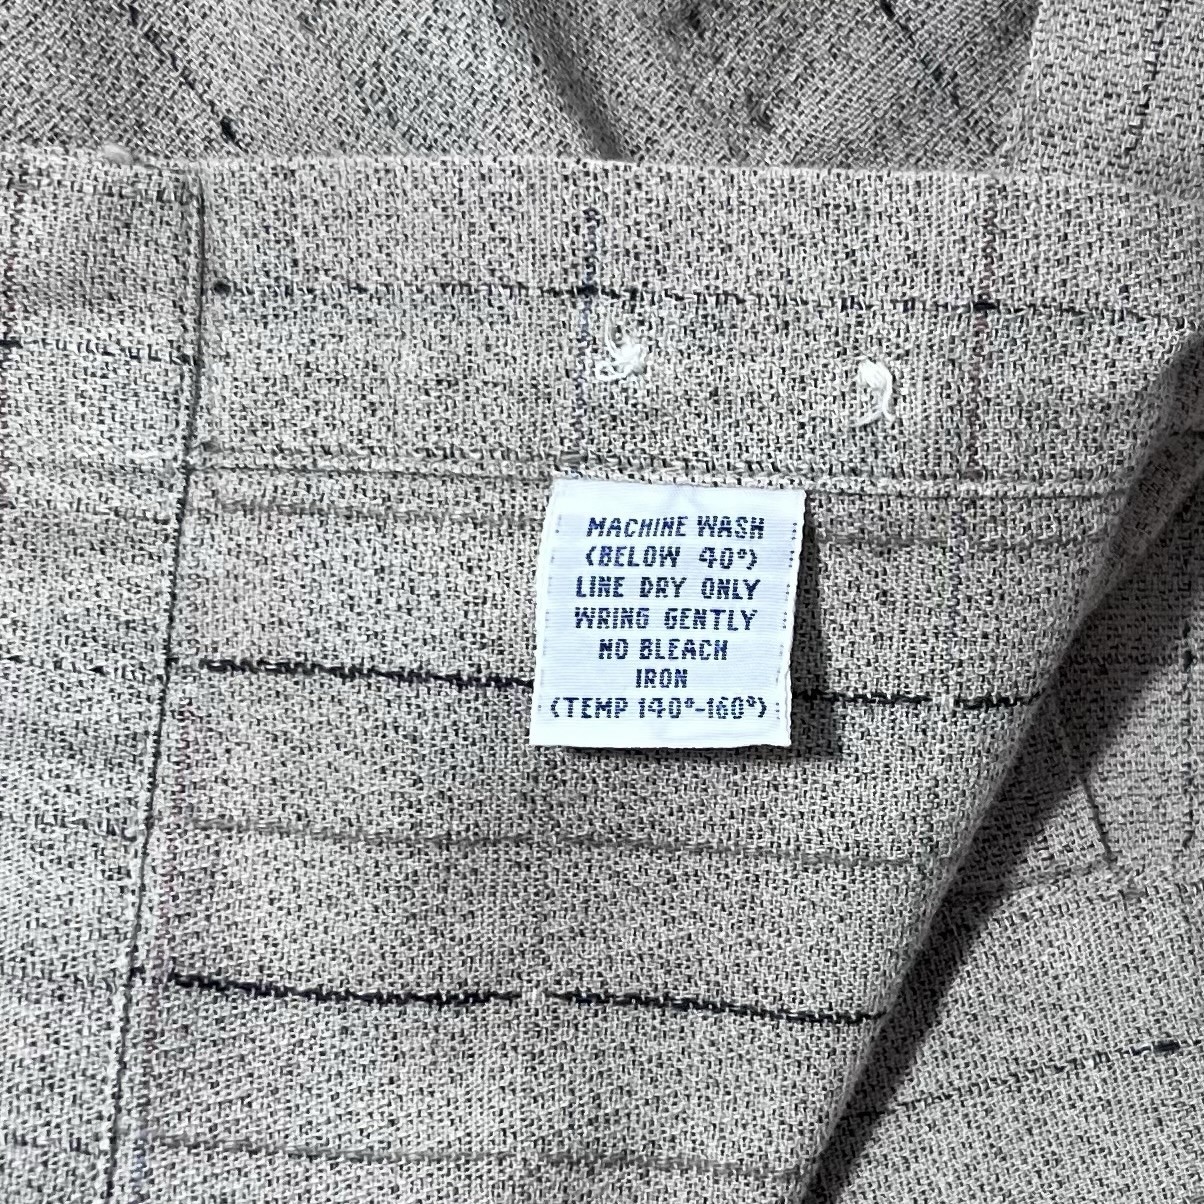 MACHINE WASH
(BELOW 40°)
LINE DRY ONLY
WRING GENTLY
NO BLEACH
IRON
(TEMP 140°-160°)